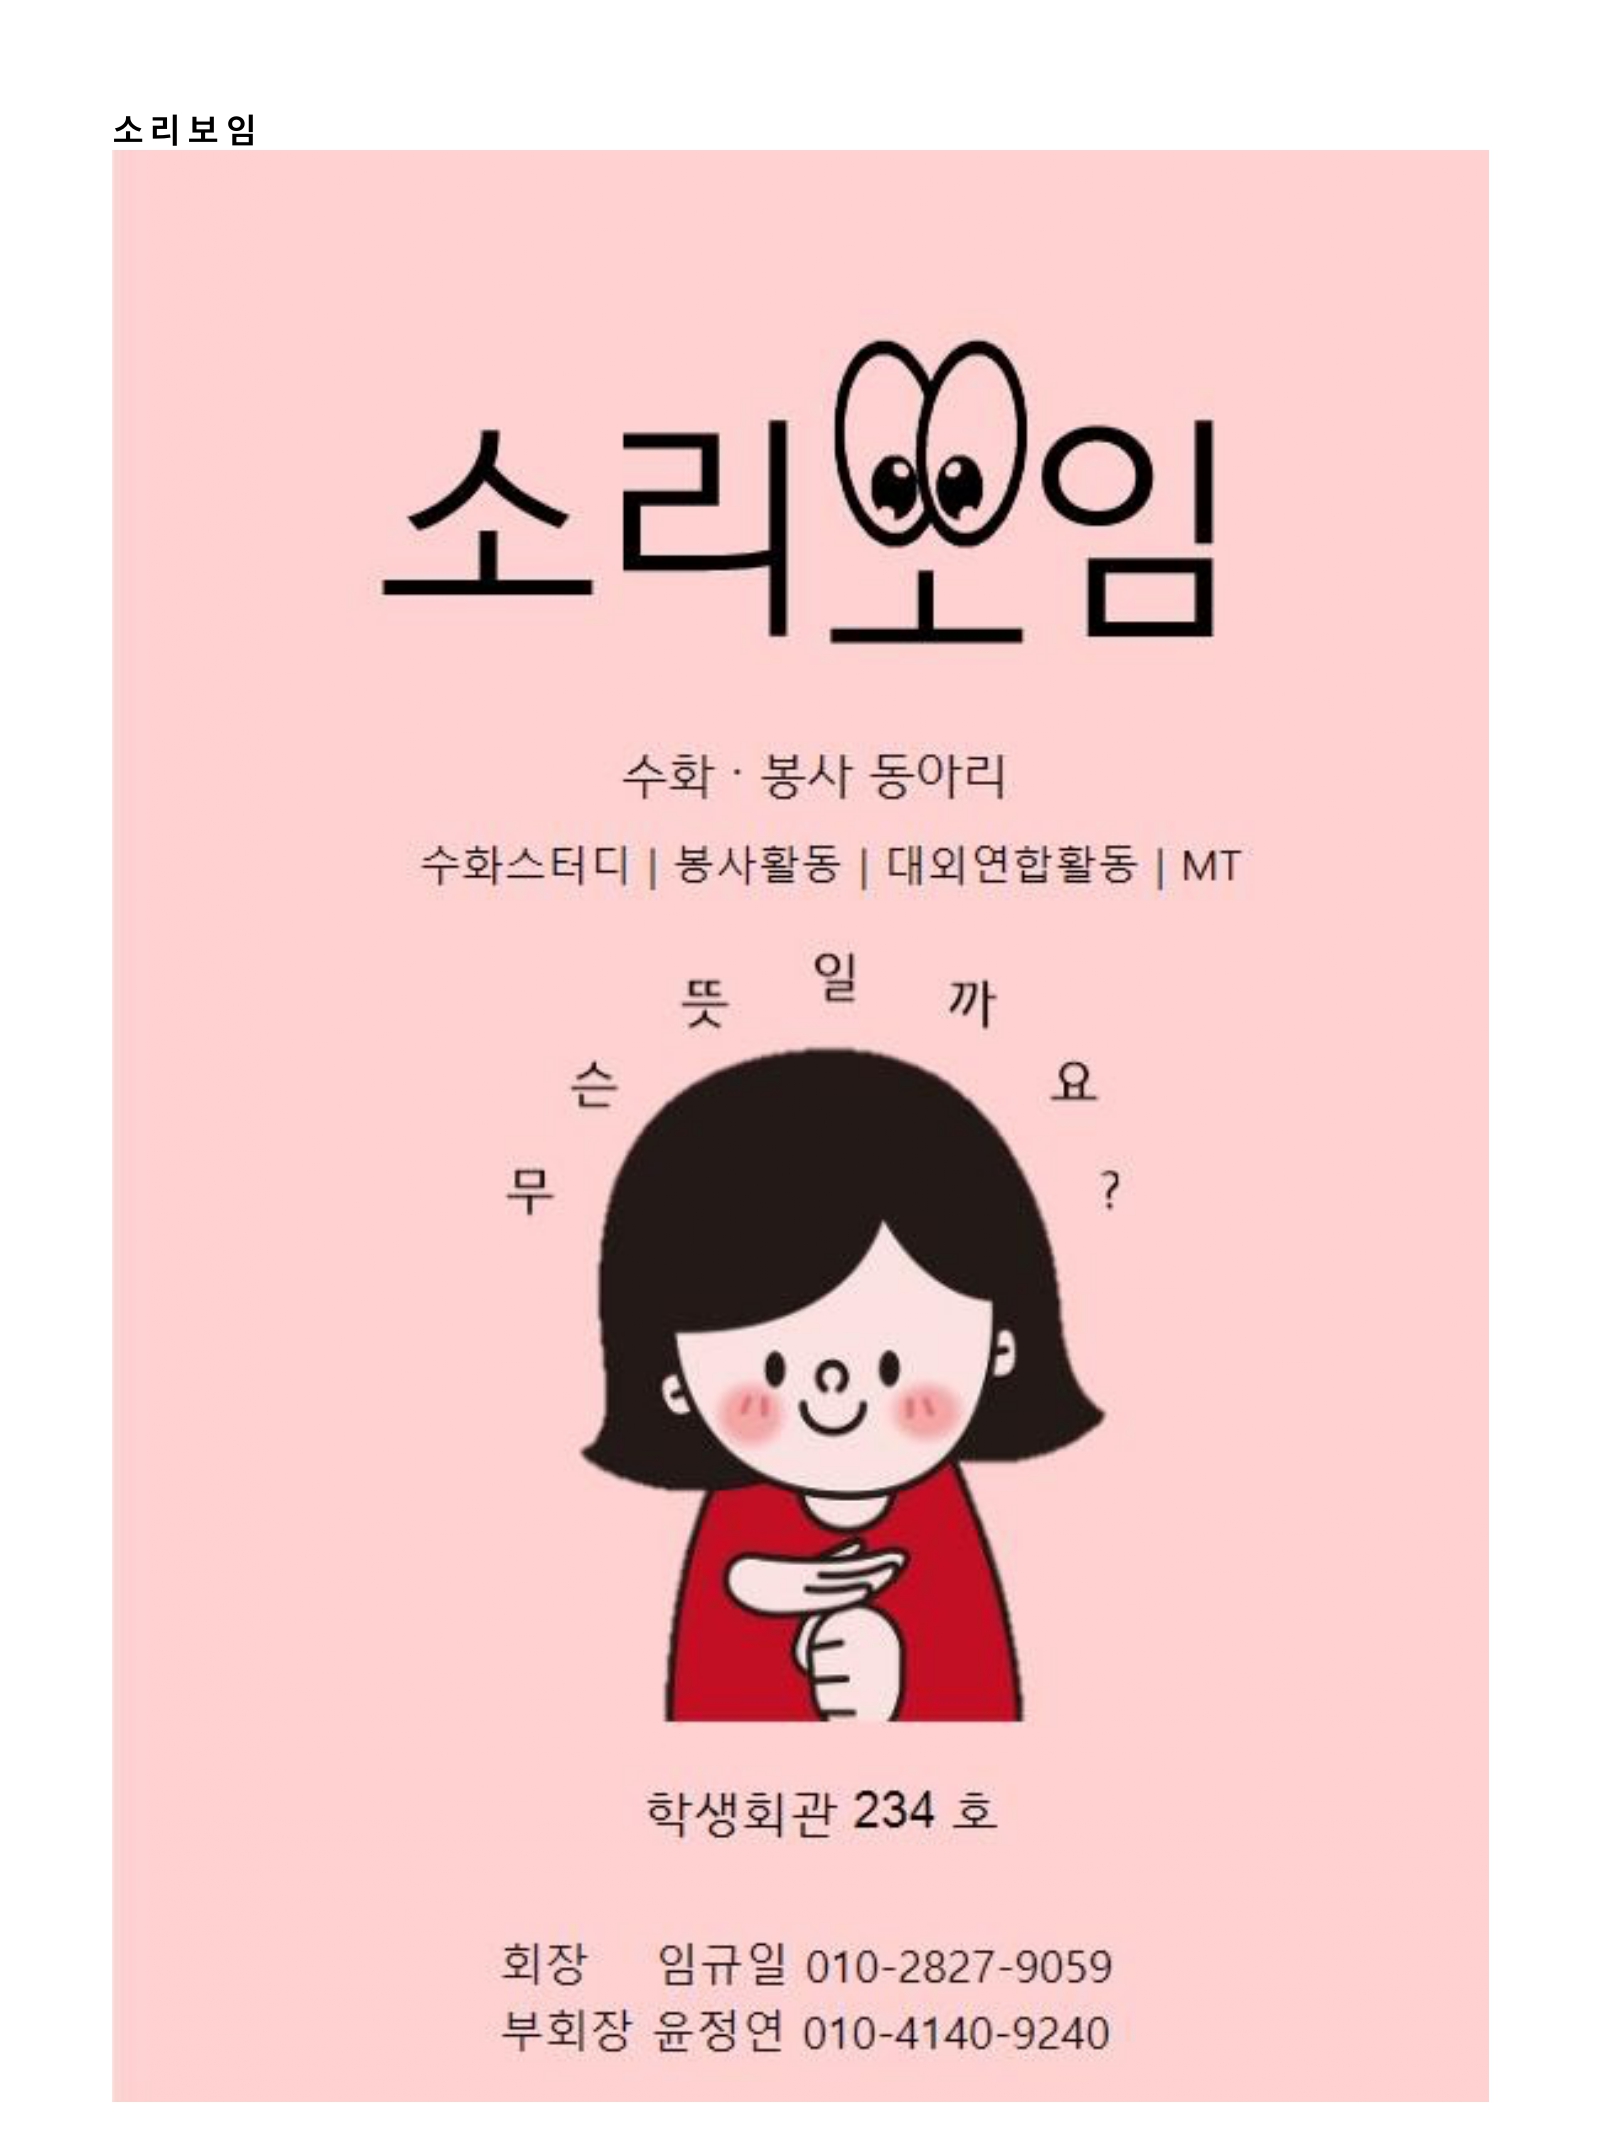 소리보임
소리보임
수화 · 봉사 동아리
수화스터디 | 봉사활동 | 대외연합활동 | MT
무슨뜻일까요?
학생회관 234 호
회장 임규일 010-2827-9059
부회장 윤정연 010-4140-9240